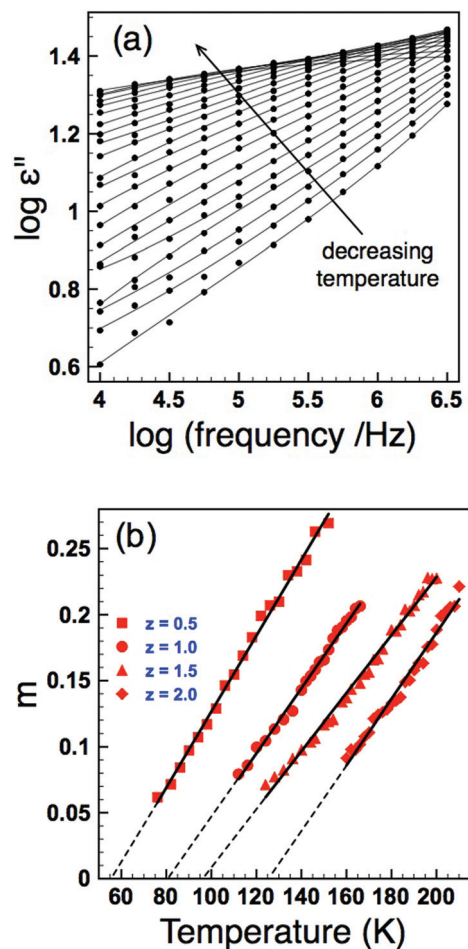 (a)
1.4
1.2
1
0.8
0.6
log ε"
decreasing
temperature
4 4.5 5 5.5 6 6.5
log (frequency /Hz)
(b)
0.25
0.2
0.15
0.1
0.05
0
m
z = 0.5
z = 1.0
z = 1.5
z = 2.0
60 80 100 120 140 160 180 200
Temperature (K)